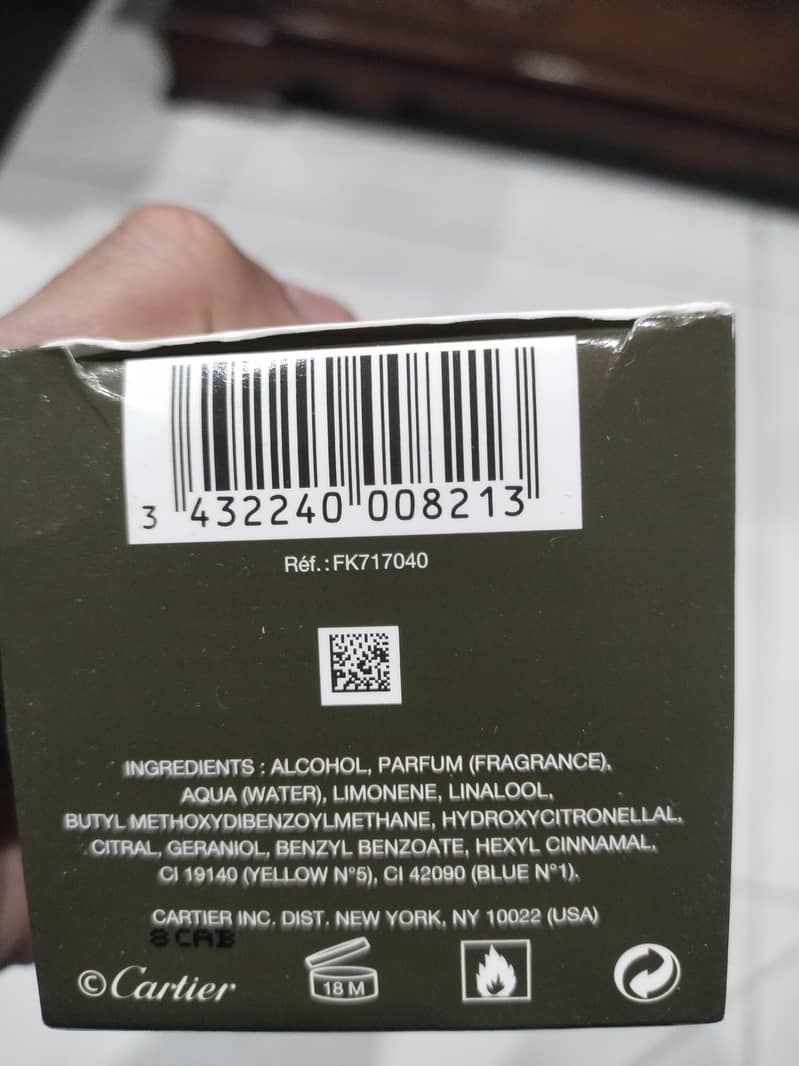 3 432240 008213
Réf.: FK717040
INGREDIENTS : ALCOHOL, PARFUM (FRAGRANCE),
AQUA (WATER), LIMONENE, LINALOOL,
BUTYL METHOXYDIBENZOYLMETHANE, HYDROXYCITRONELLAL,
CITRAL, GERANIOL, BENZYL BENZOATE, HEXYL CINNAMAL,
CI 19140 (YELLOW N°5), CI 42090 (BLUE N°1).
CARTIER INC. DIST. NEW YORK, NY 10022 (USA)
8CAB
©Cartier
18 M